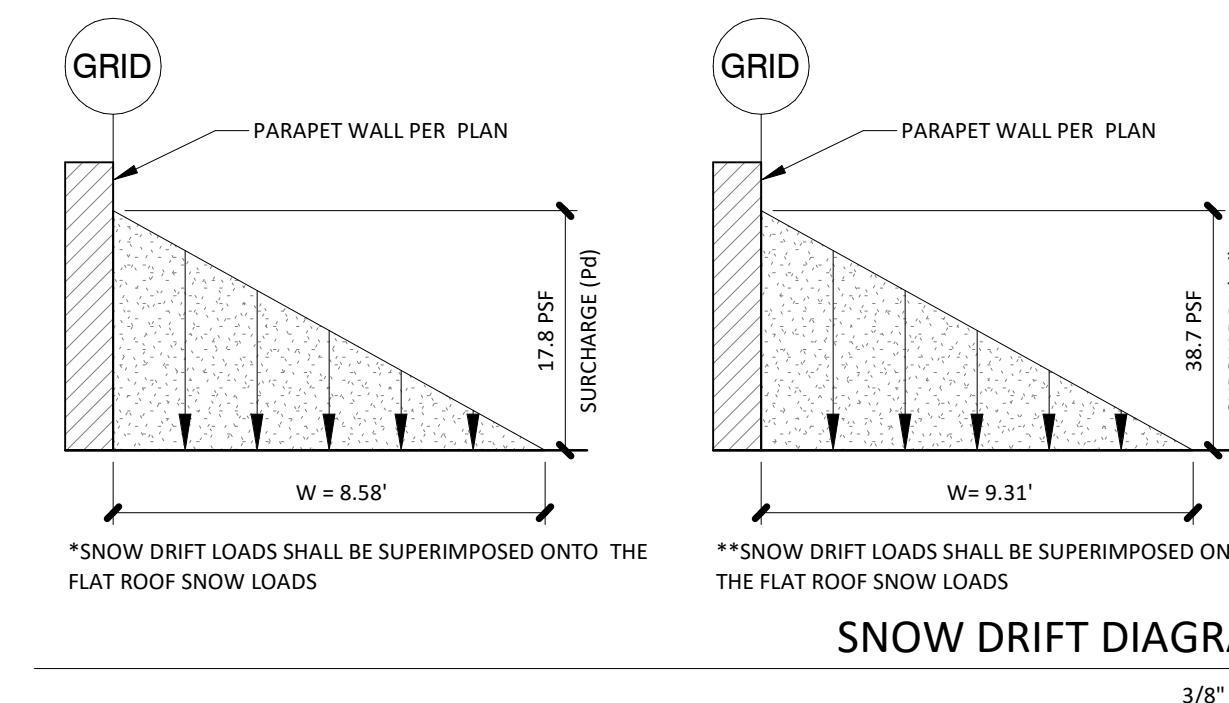 GRID
PARAPET WALL PER PLAN
17.8 PSF
SURCHARGE (Pd)
W = 8.58'
*SNOW DRIFT LOADS SHALL BE SUPERIMPOSED ONTO THE
FLAT ROOF SNOW LOADS
GRID
PARAPET WALL PER PLAN
38.7 PSF
W= 9.31'
**SNOW DRIFT LOADS SHALL BE SUPERIMPOSED ON
THE FLAT ROOF SNOW LOADS
SNOW DRIFT
3/8"